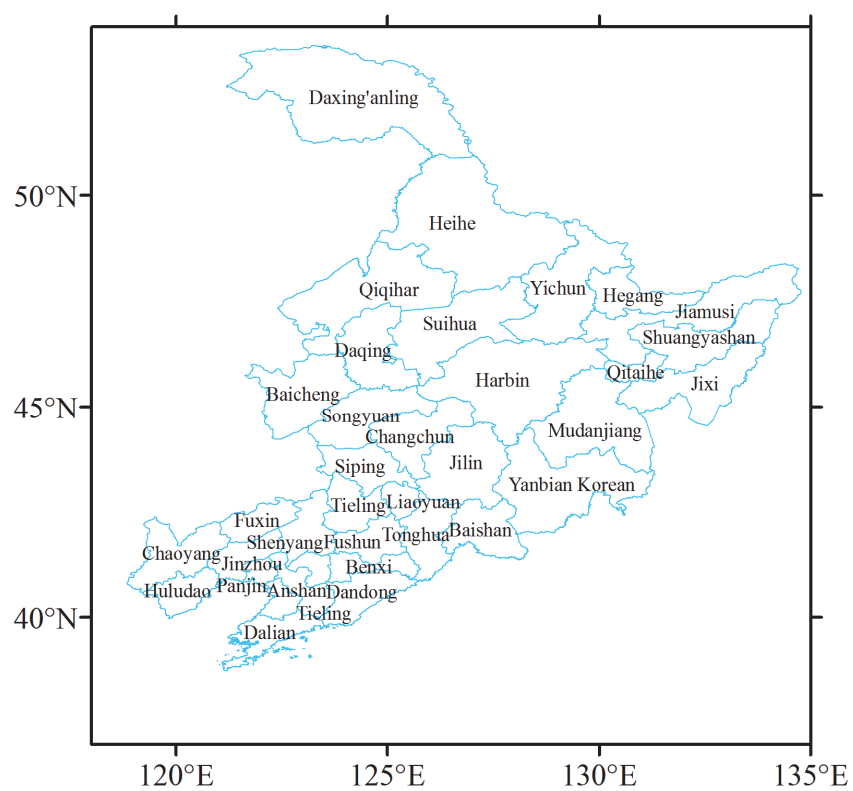 Daxing'anling
50°N
Heihe
Qiqihar
Yichun
Hegang
Jiamusi
Suihua
Shuangyashan
Daqing
Qitaihe
Harbin
Jixi
Baicheng
45°N
Songyuan
Changchun
Mudanjiang
Siping
Jilin
Yanbian Korean
Tieling
Liaoyuan
Fuxin
Baishan
Tonghua
Shenyang
Fushun
Chaoyang
Jinzhou
Benxi
Huludao
Panjin
Anshan
Dandong
Tieling
40°N
Dalian
120°E
125°E
130°E
135°E